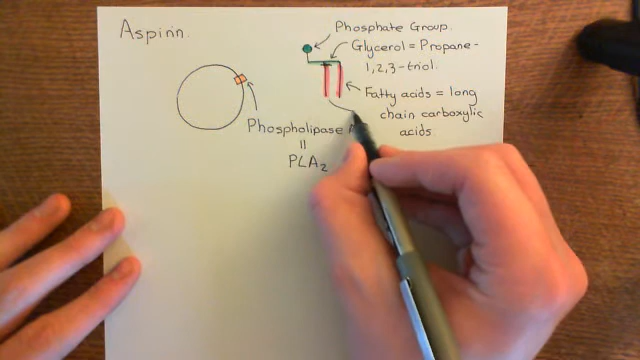 Aspirin.
Phosphate Group.
Glycerol = Propane-
1,2,3-triol.
Fatty acids = long
chain carboxylic
acids.
Phospholipase
=
PLA₂